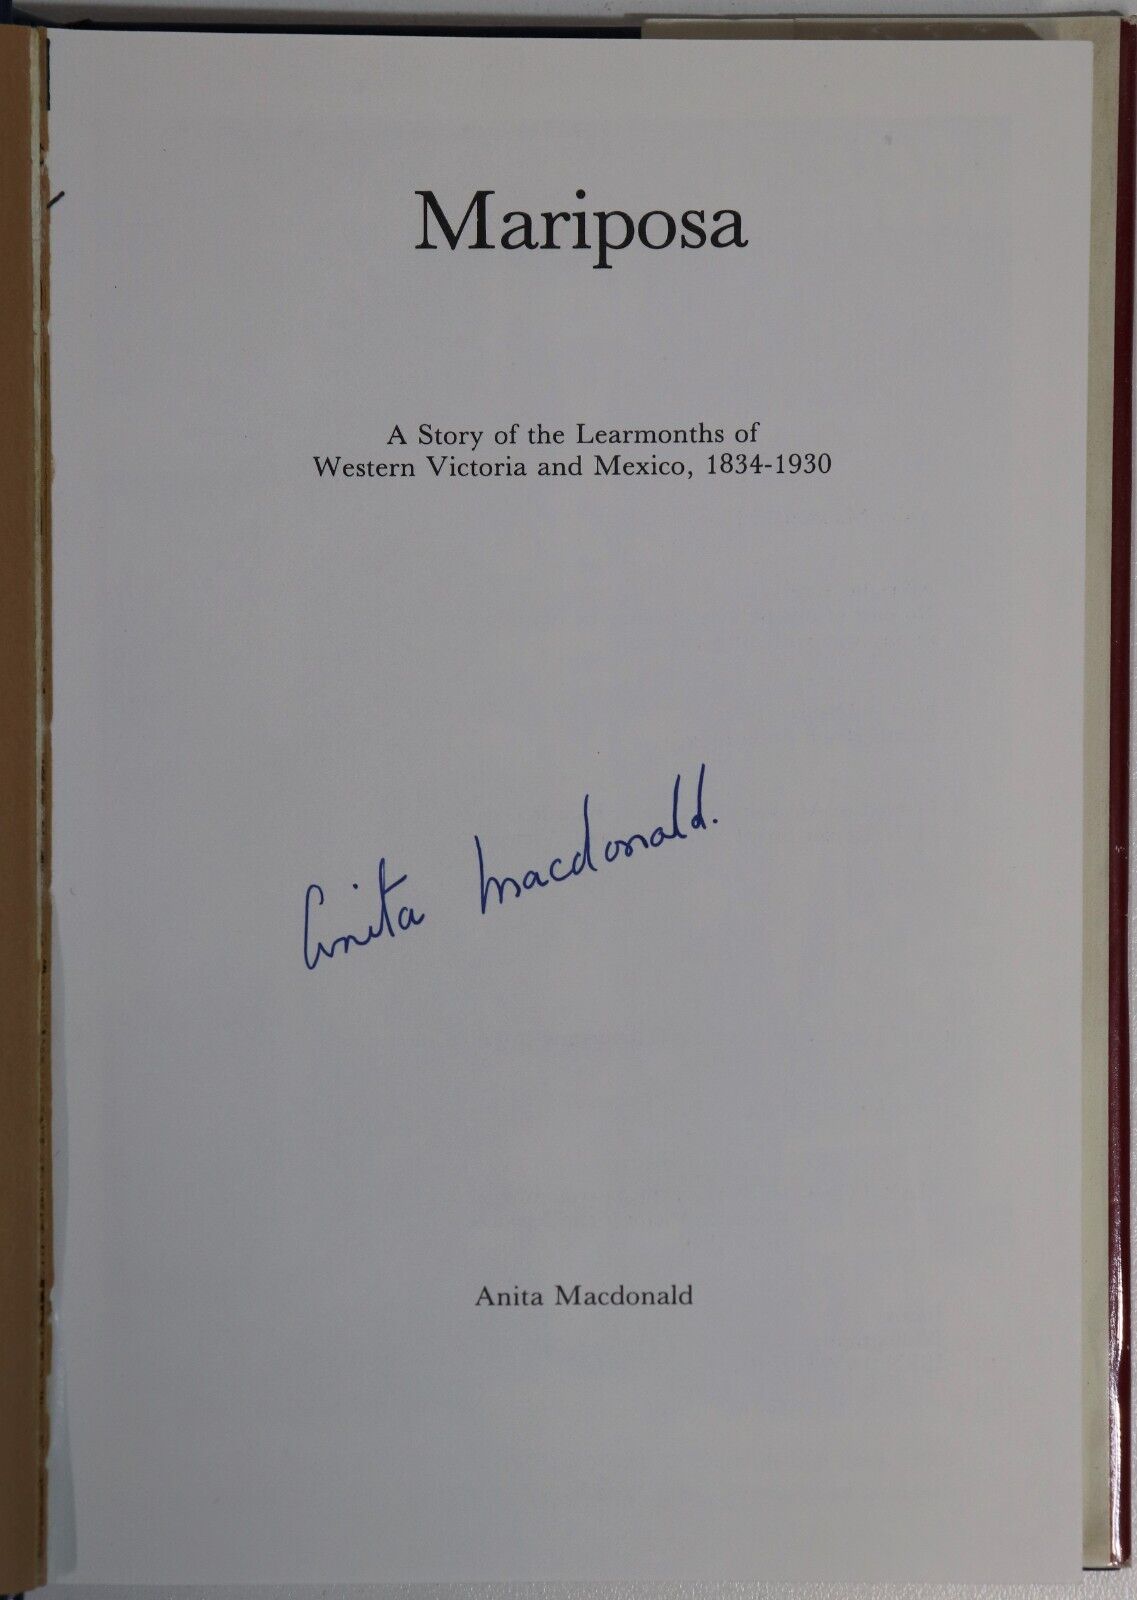 Mariposa
A Story of the Learmonths of
Western Victoria and Mexico, 1834-1930
Anita Macdonald.
Anita Macdonald